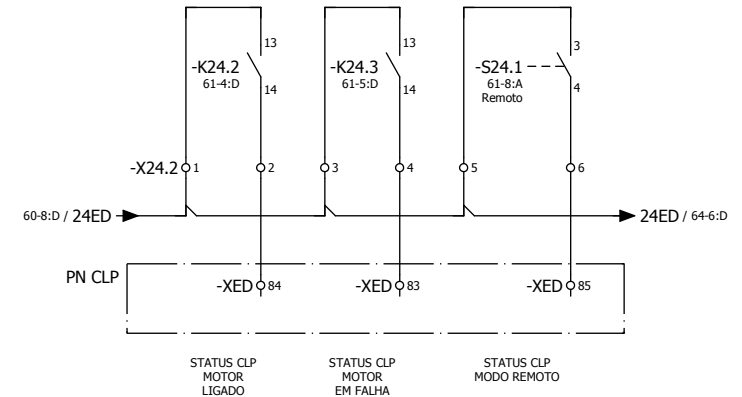 13
-K24.2
61-4:D
14
13
-K24.3
61-5:D
14
3
-S24.1
61-8:A
4
Remoto
-X24.2 1 2 3 4 5 6
60-8:D / 24ED
24ED / 64-6:D
PN CLP
-XED 84
-XED 83
-XED 85
STATUS CLP
MOTOR
LIGADO
STATUS CLP
MOTOR
EM FALHA
STATUS CLP
MODO REMOTO